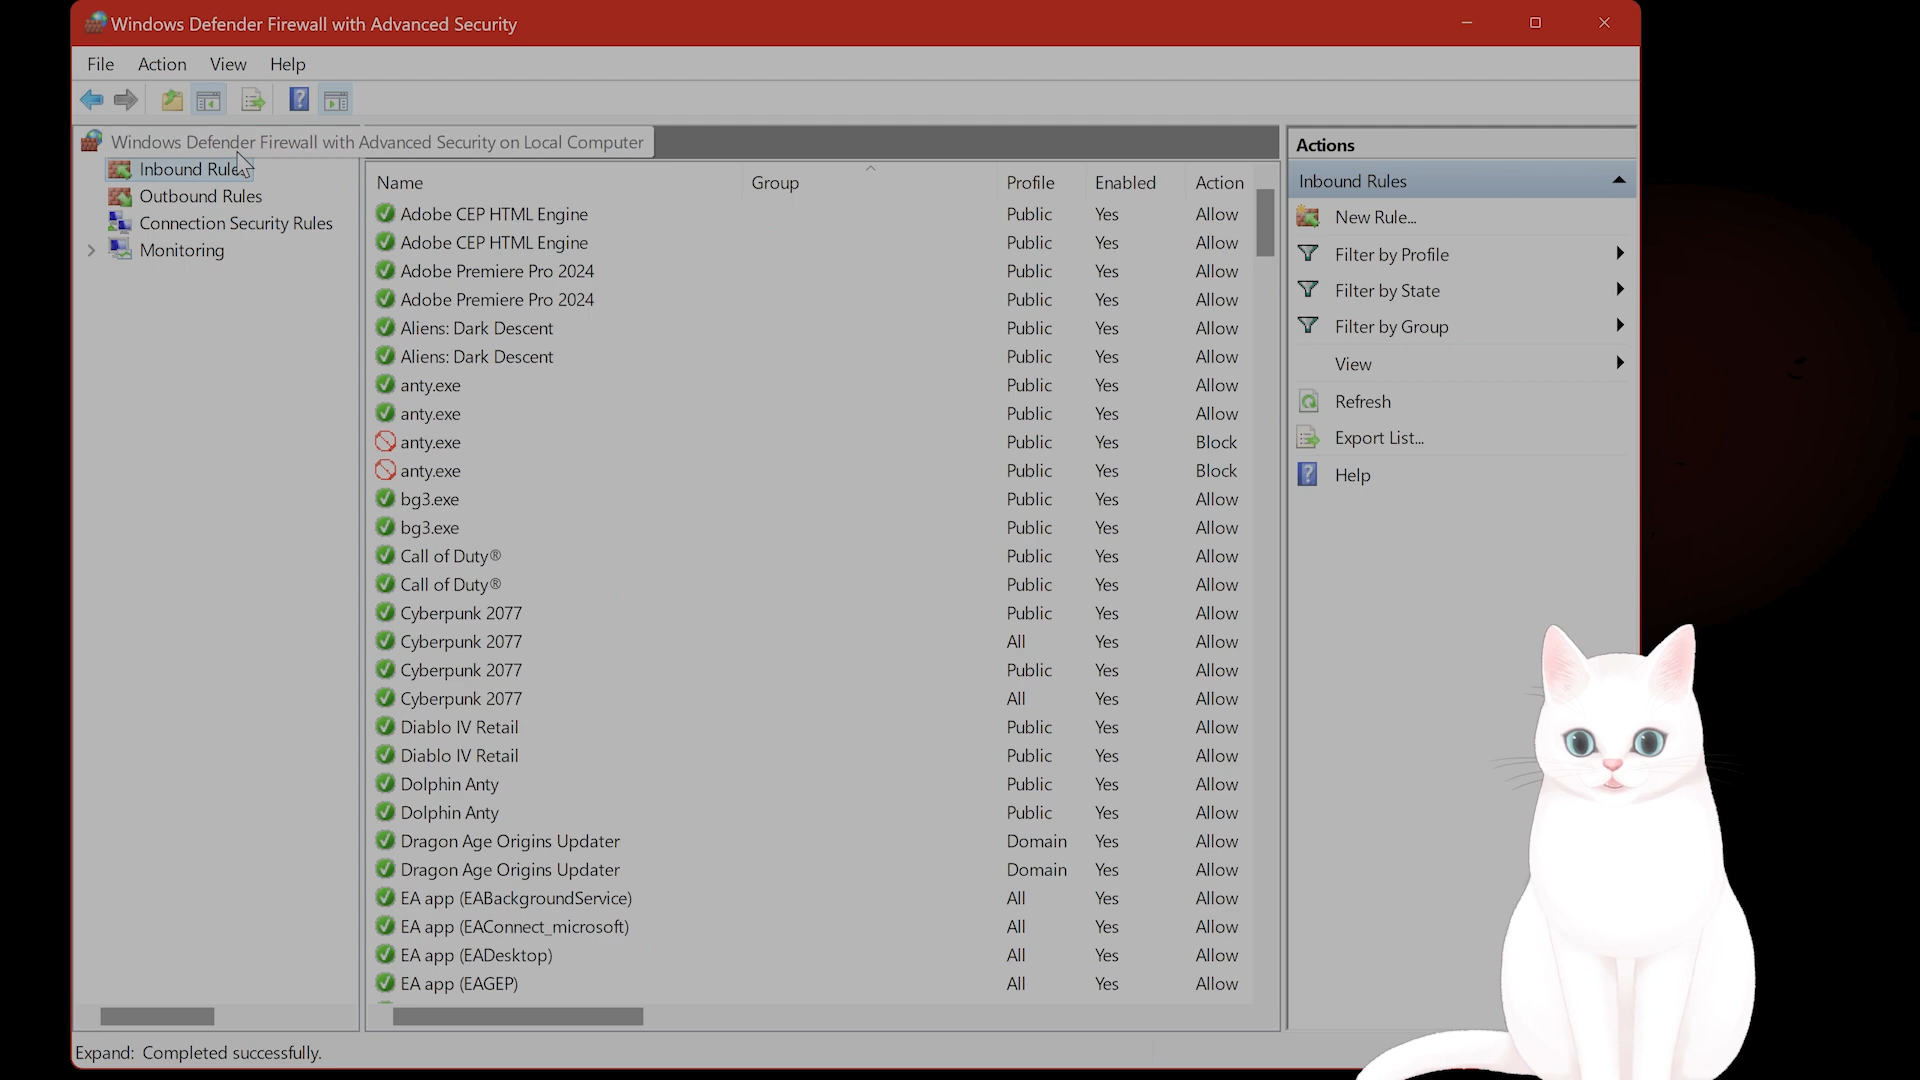 Windows Defender Firewall with Advanced Security
File Action View Help
Windows Defender Firewall with Advanced Security on Local Computer
Inbound Rule
Outbound Rules
Connection Security Rules
Monitoring
Name Group Profile Enabled Action
Adobe CEP HTML Engine Public Yes Allow
Adobe CEP HTML Engine Public Yes Allow
Adobe Premiere Pro 2024 Public Yes Allow
Adobe Premiere Pro 2024 Public Yes Allow
Aliens: Dark Descent Public Yes Allow
Aliens: Dark Descent Public Yes Allow
anty.exe Public Yes Allow
anty.exe Public Yes Allow
anty.exe Public Yes Block
anty.exe Public Yes Block
bg3.exe Public Yes Allow
bg3.exe Public Yes Allow
Call of Duty® Public Yes Allow
Call of Duty® Public Yes Allow
Cyberpunk 2077 Public Yes Allow
Cyberpunk 2077 All Yes Allow
Cyberpunk 2077 Public Yes Allow
Cyberpunk 2077 All Yes Allow
Diablo IV Retail Public Yes Allow
Diablo IV Retail Public Yes Allow
Dolphin Anty Public Yes Allow
Dolphin Anty Public Yes Allow
Dragon Age Origins Updater Domain Yes Allow
Dragon Age Origins Updater Domain Yes Allow
EA app (EABackgroundService) All Yes Allow
EA app (EAConnect_microsoft) All Yes Allow
EA app (EADesktop) All Yes Allow
EA app (EAGEP) All Yes Allow
Actions
Inbound Rules
New Rule...
Filter by Profile
Filter by State
Filter by Group
View
Refresh
Export List...
Help
Expand: Completed successfully.